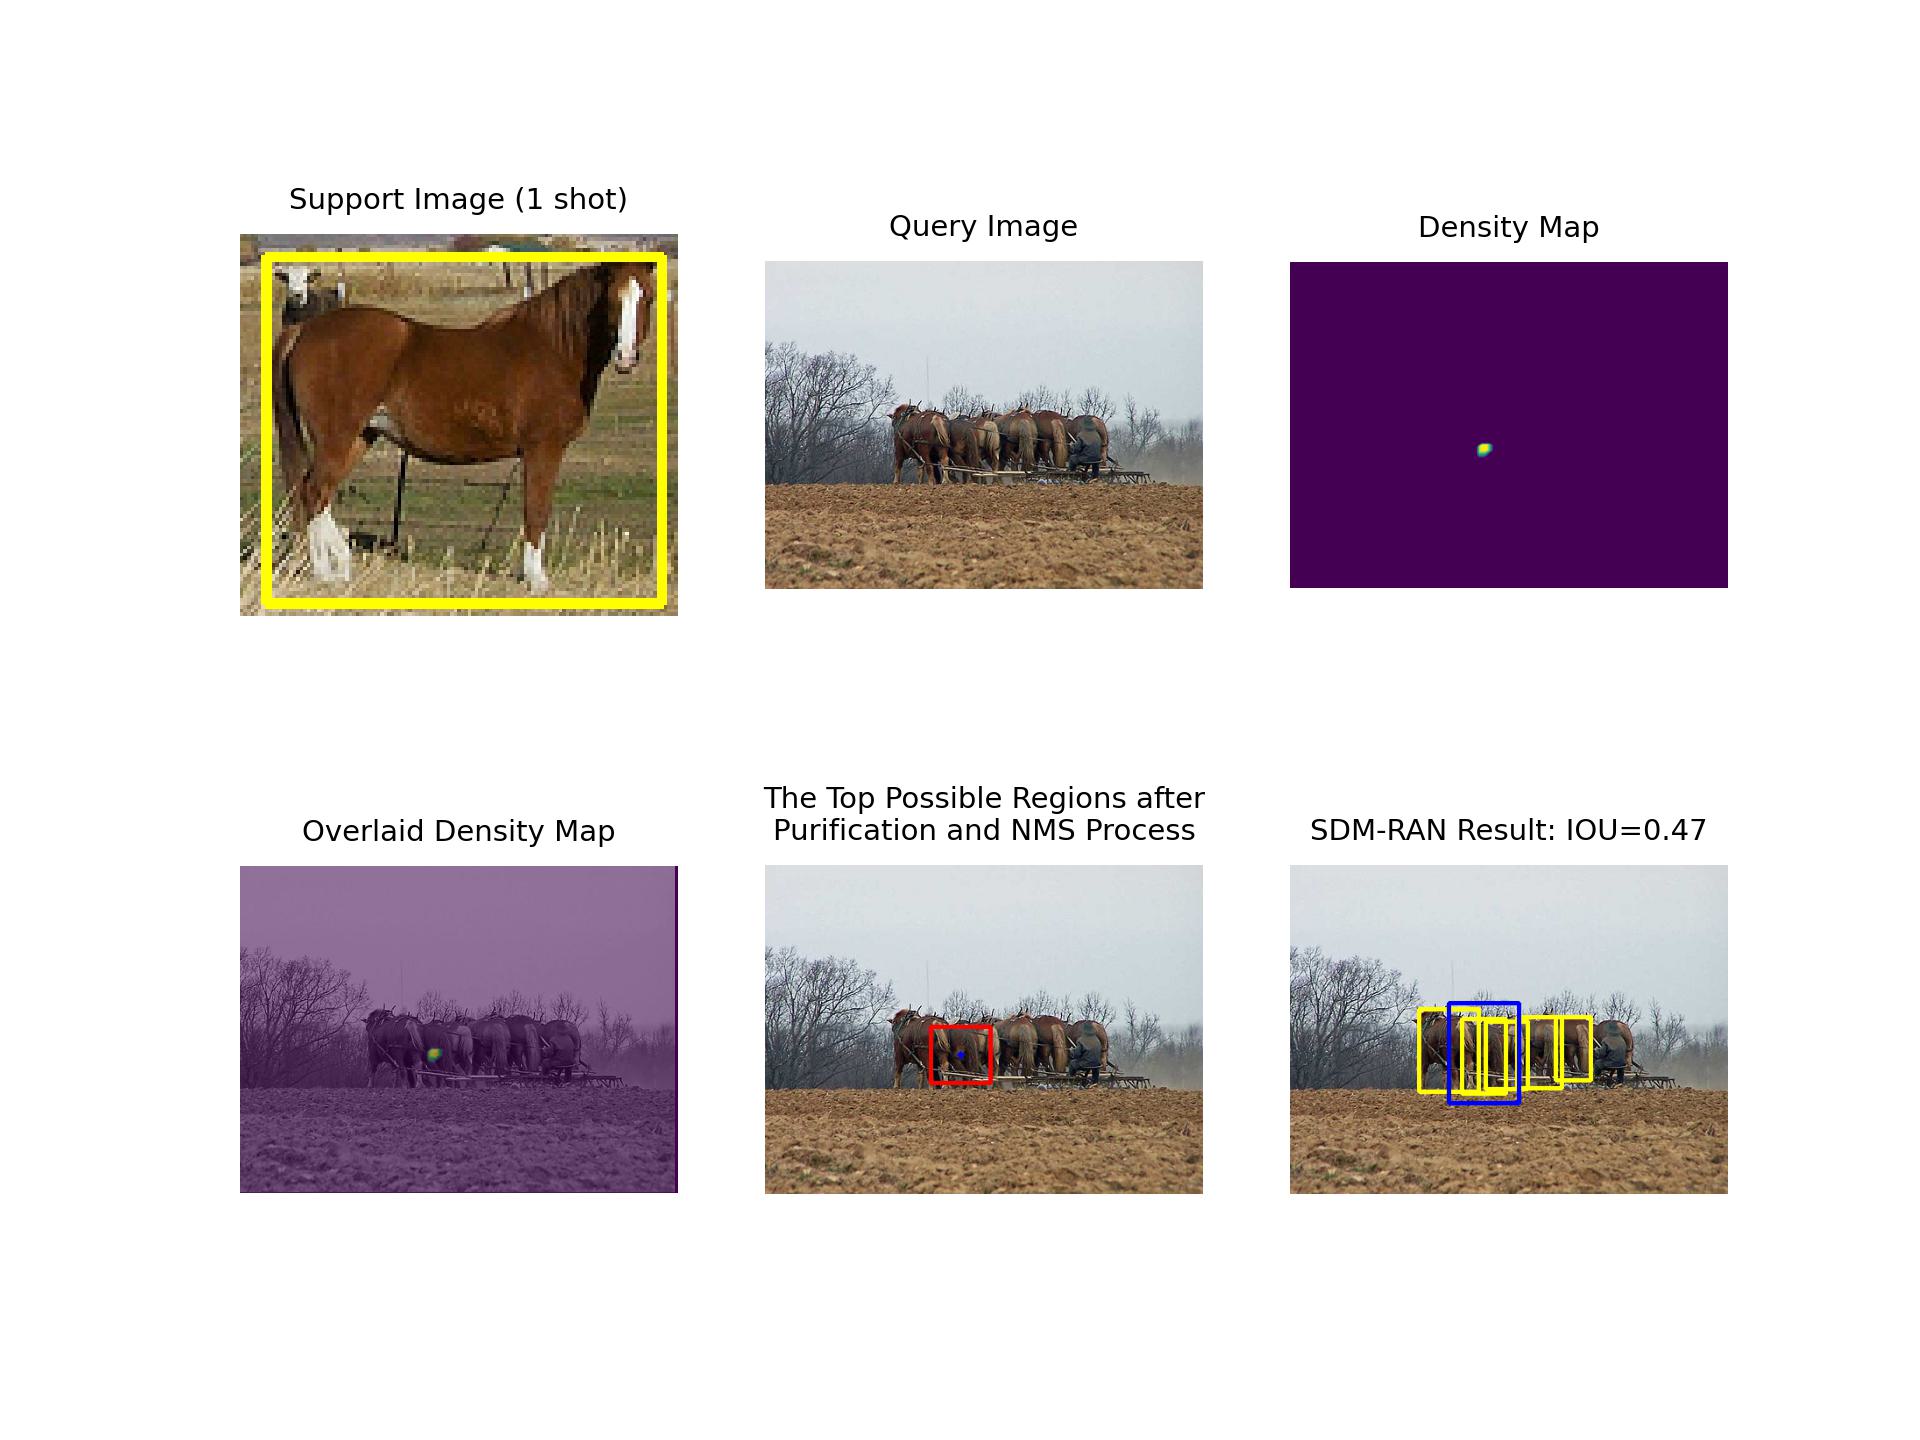 Support Image (1 shot)
Query Image
Density Map
Overlaid Density Map
The Top Possible Regions after
Purification and NMS Process
SDM-RAN Result: IOU=0.47